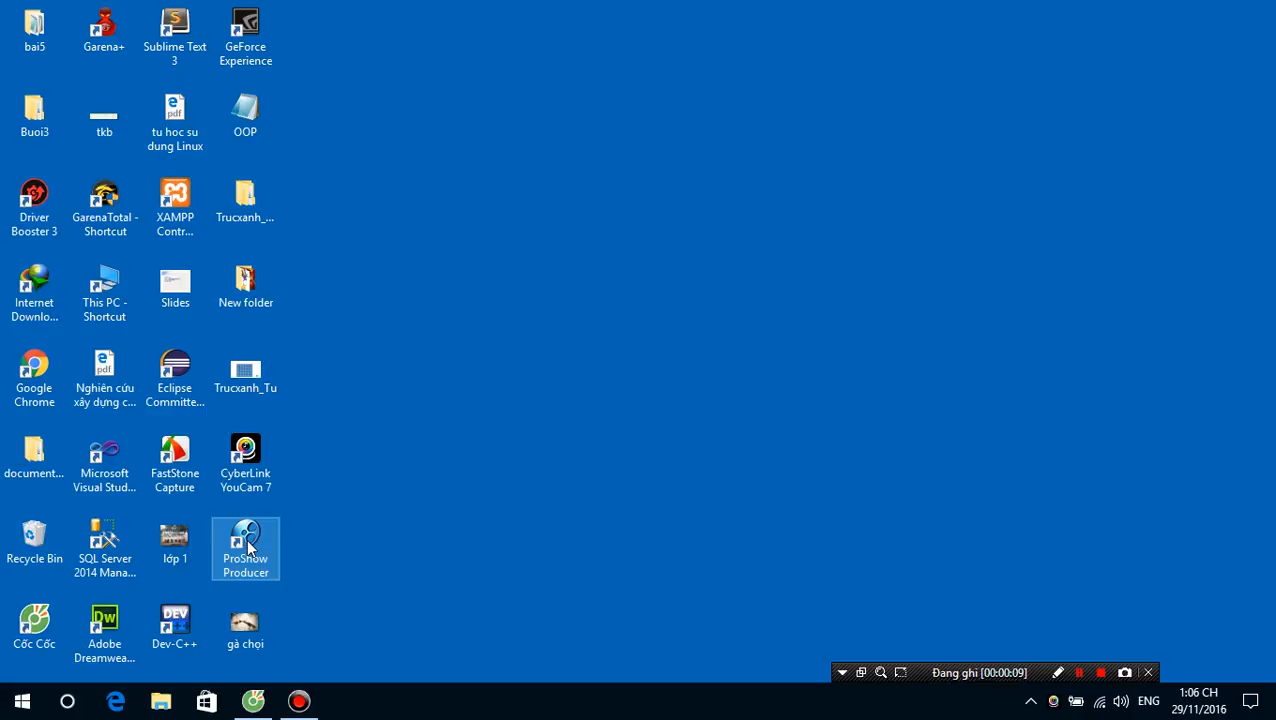 bai5
Garena+
Sublime Text
3
GeForce
Experience
Buoi3
tkb
pdf
tu hoc su
dung Linux
OOP
Driver
Booster 3
GarenaTotal -
Shortcut
XAMPP
Contr...
Trucxanh_...
Internet
Downlo...
This PC -
Shortcut
Slides
New folder
Google
Chrome
pdf
Nghiên cứu
xây dựng c...
Eclipse
Committe...
Trucxanh_Tu
document...
Microsoft
Visual Stud...
FastStone
Capture
CyberLink
YouCam 7
Recycle Bin
SQL Server
2014 Mana...
lớp 1
ProShow
Producer
Cốc Cốc
Dw
Adobe
Dreamwea...
DEV
Dev-C++
gà chọi
Đang ghi [00:00:09]
ENG
1:06 CH
29/11/2016